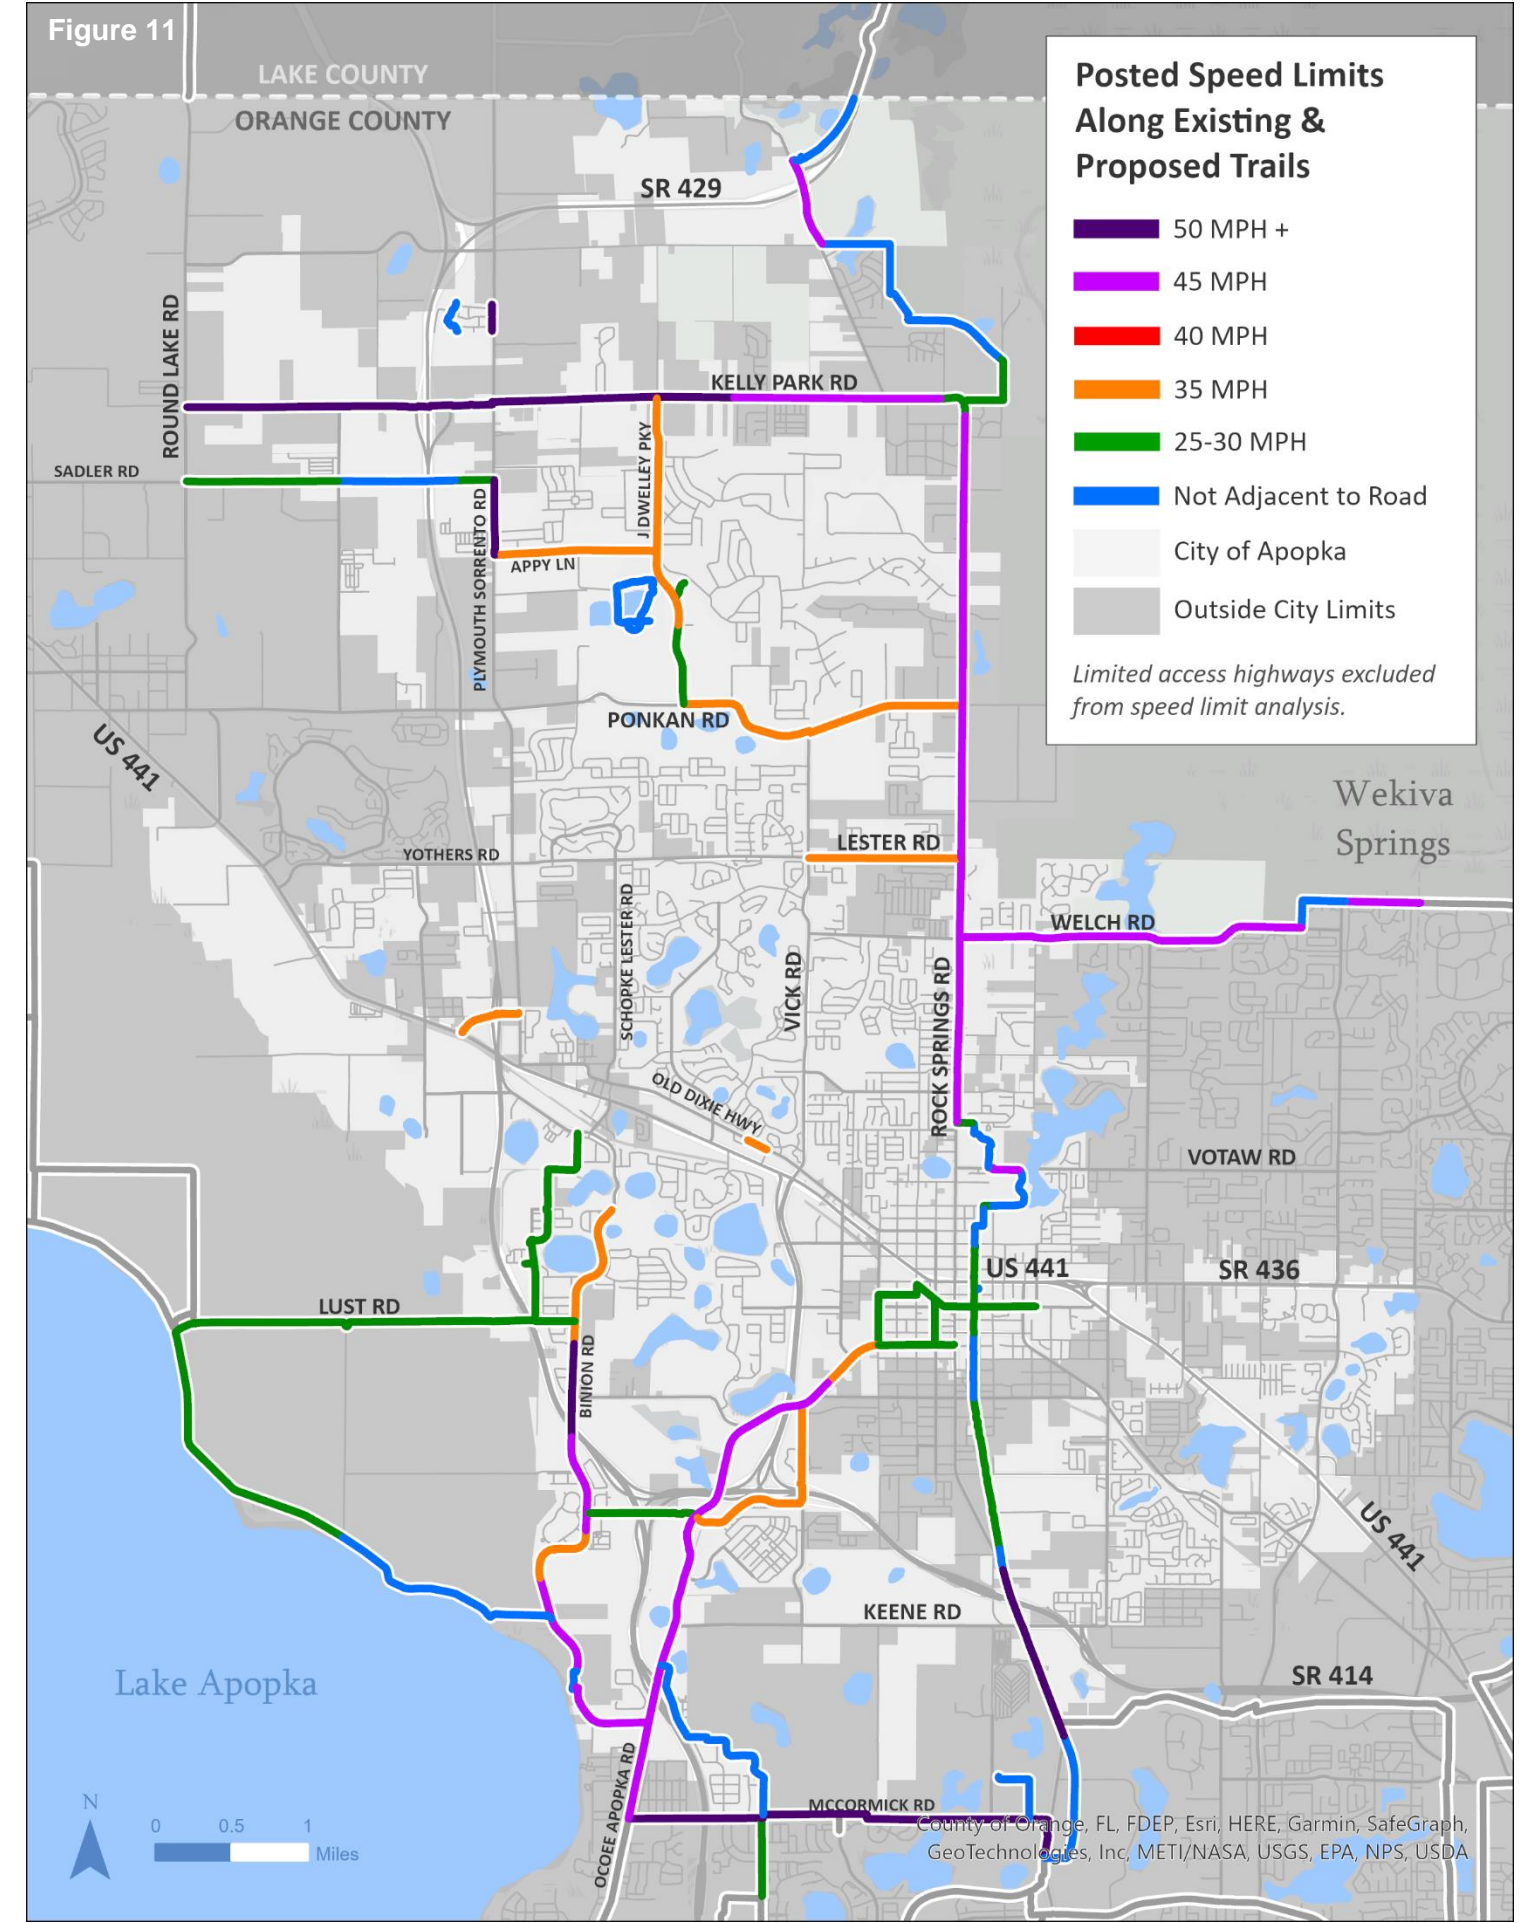 Figure 11
LAKE COUNTY
ORANGE COUNTY
SR 429
Posted Speed Limits
Along Existing &
Proposed Trails
50 MPH +
45 MPH
40 MPH
35 MPH
25-30 MPH
Not Adjacent to Road
City of Apopka
Outside City Limits
Limited access highways excluded
from speed limit analysis.
ROUND LAKE RD
KELLY PARK RD
J DWELLEY PKY
SADLER RD
PLYMOUTH SORRENTO RD
APPY LN
PONKAN RD
US 441
Wekiva
Springs
LESTER RD
YOTHERS RD
SCHOPKE LESTER RD
WELCH RD
VICK RD
ROCK SPRINGS RD
OLD DIXIE HWY
VOTAW RD
US 441
SR 436
LUST RD
BINION RD
US 441
KEENE RD
SR 414
Lake Apopka
OCOEE APOPKA RD
MCCORMICK RD
N
0 0.5 1
Miles
County of Orange, FL, FDEP, Esri, HERE, Garmin, SafeGraph,
GeoTechnologies, Inc, METI/NASA, USGS, EPA, NPS, USDA